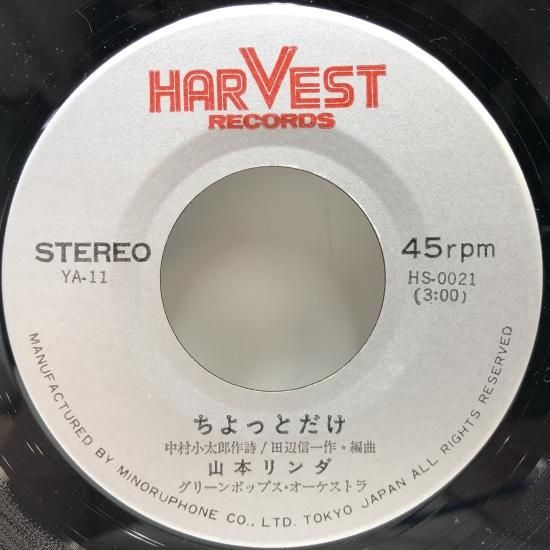 HARVEST
RECORDS
STEREO
YA-11
45rpm
HS-0021
(3:00)
ちよっとだけ
中村小太郎作詩/田辺信一作・編曲
山本リンダ
グリーンポップス・オーケストラ
MANUFACTURED BY MINORUPHONE CO., LTD. TOKYO JAPAN ALL RIGHTS RESERVED